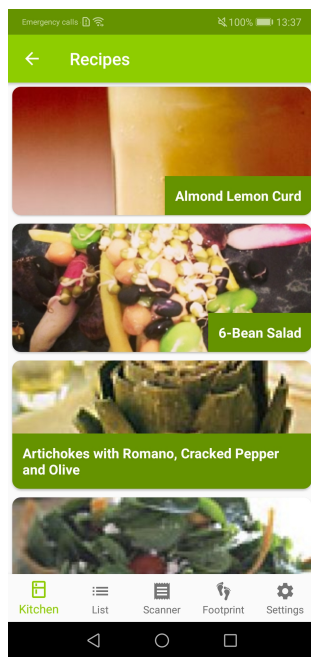 Emergency calls 100% 13:37
Recipes
Almond Lemon Curd
6-Bean Salad
Artichokes with Romano, Cracked Pepper
and Olive
Kitchen List Scanner Footprint Settings